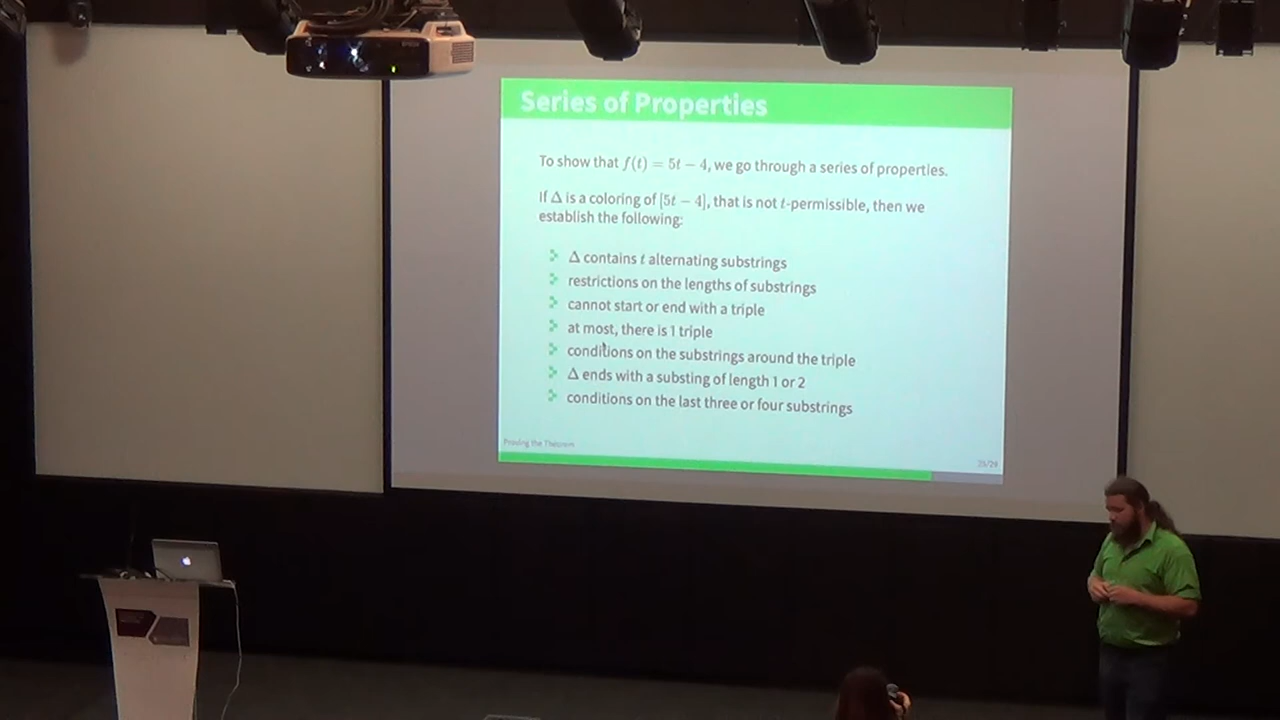 EPSON
Series of Properties
To show that f(t) = 5t − 4, we go through a series of properties.
If Δ is a coloring of [5t − 4], that is not t-permissible, then we
establish the following:
Δ contains t alternating substrings
restrictions on the lengths of substrings
cannot start or end with a triple
at most, there is 1 triple
conditions on the substrings around the triple
Δ ends with a substing of length 1 or 2
conditions on the last three or four substrings
Proving the Theorem